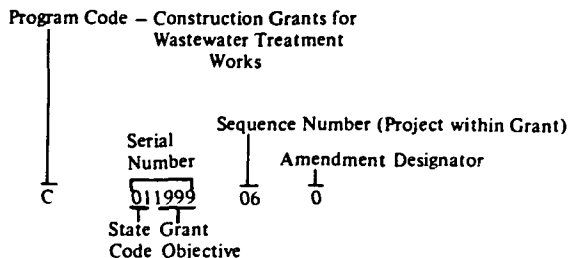 Program Code – Construction Grants for
Wastewater Treatment
Works
Sequence Number (Project within Grant)
Serial
Number
Amendment Designator
C 011999 06 0
State Grant
Code Objective